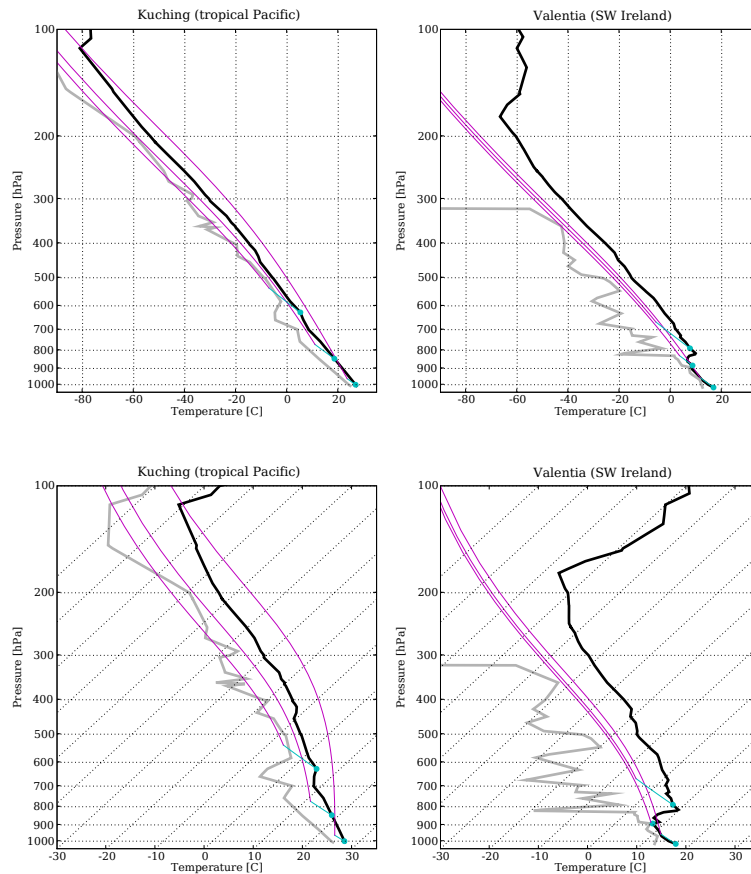 Kuching (tropical Pacific)
100
200
300
400
500
600
700
800
900
1000
Pressure [hPa]
-80 -60 -40 -20 0 20
Temperature [C]
Valentia (SW Ireland)
100
200
300
400
500
600
700
800
900
1000
Pressure [hPa]
-80 -60 -40 -20 0 20
Temperature [C]
Kuching (tropical Pacific)
100
200
300
400
500
600
700
800
900
1000
Pressure [hPa]
-30 -20 -10 0 10 20 30
Temperature [C]
Valentia (SW Ireland)
100
200
300
400
500
600
700
800
900
1000
Pressure [hPa]
-30 -20 -10 0 10 20 30
Temperature [C]